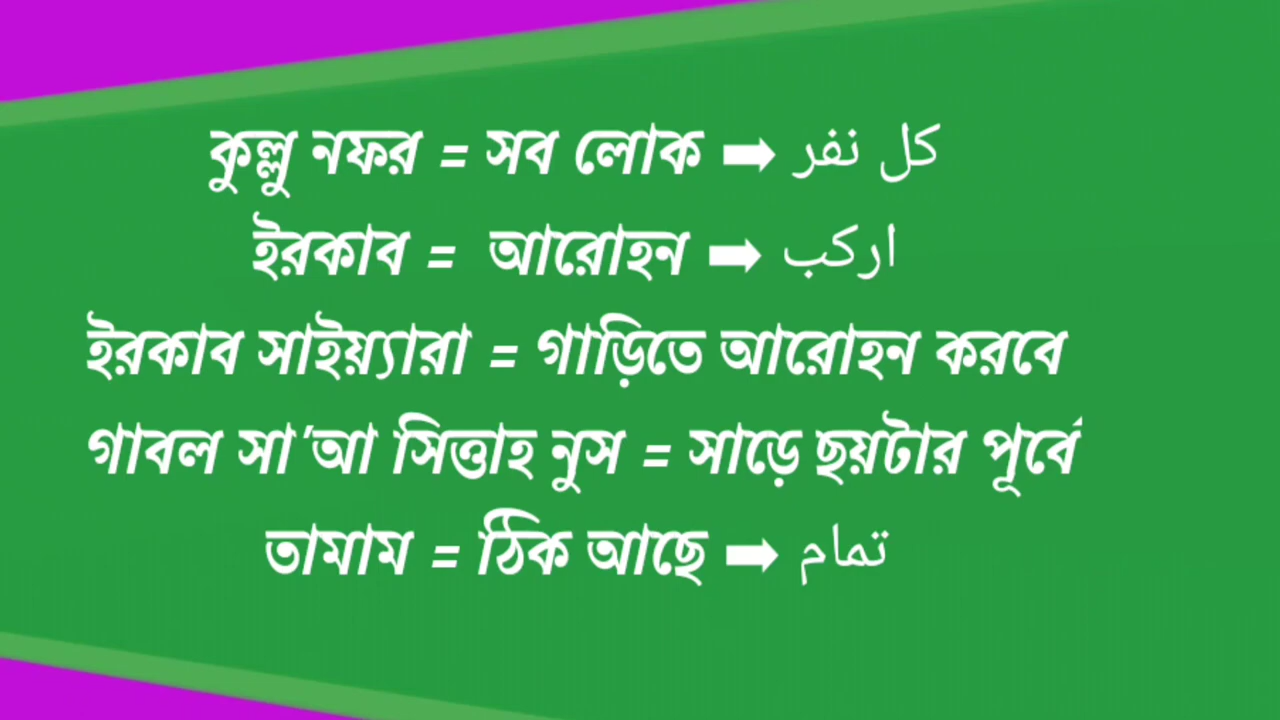 কুল্লু নফর = সব লোক ➡ كل نفر
ইরকাব = আরোহন ➡ اركب
ইরকাব সাইয়্যারা = গাড়িতে আরোহন করবে
গাবল সা'আ সিত্তাহ নুস = সাড়ে ছয়টার পূর্বে
তামাম = ঠিক আছে ➡ تمام